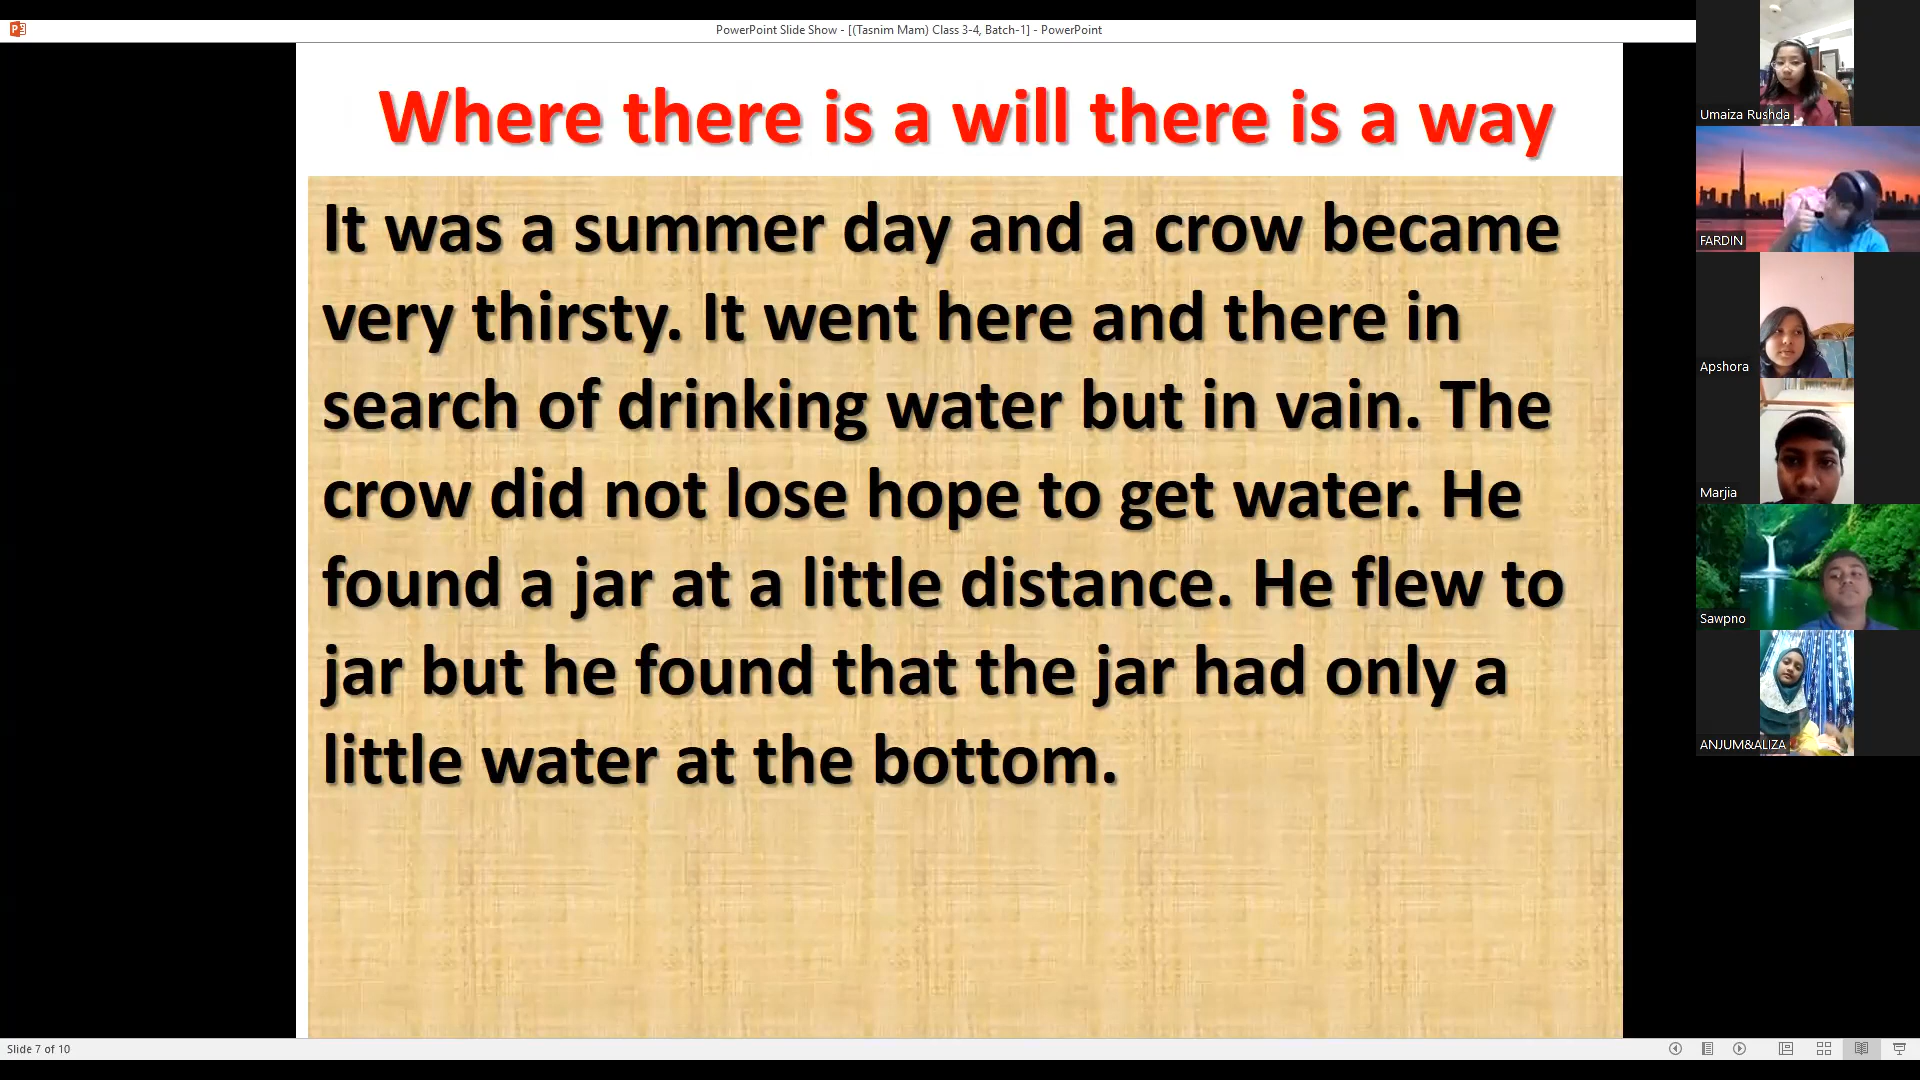 PowerPoint Slide Show - [(Tasnim Mam) Class 3-4, Batch-1] - PowerPoint
Where there is a will there is a way
It was a summer day and a crow became
very thirsty. It went here and there in
search of drinking water but in vain. The
crow did not lose hope to get water. He
found a jar at a little distance. He flew to
jar but he found that the jar had only a
little water at the bottom.
Umaiza Rushda
FARDIN
Apshora
Marjia
Sawpno
ANJUM&ALIZA
Slide 7 of 10